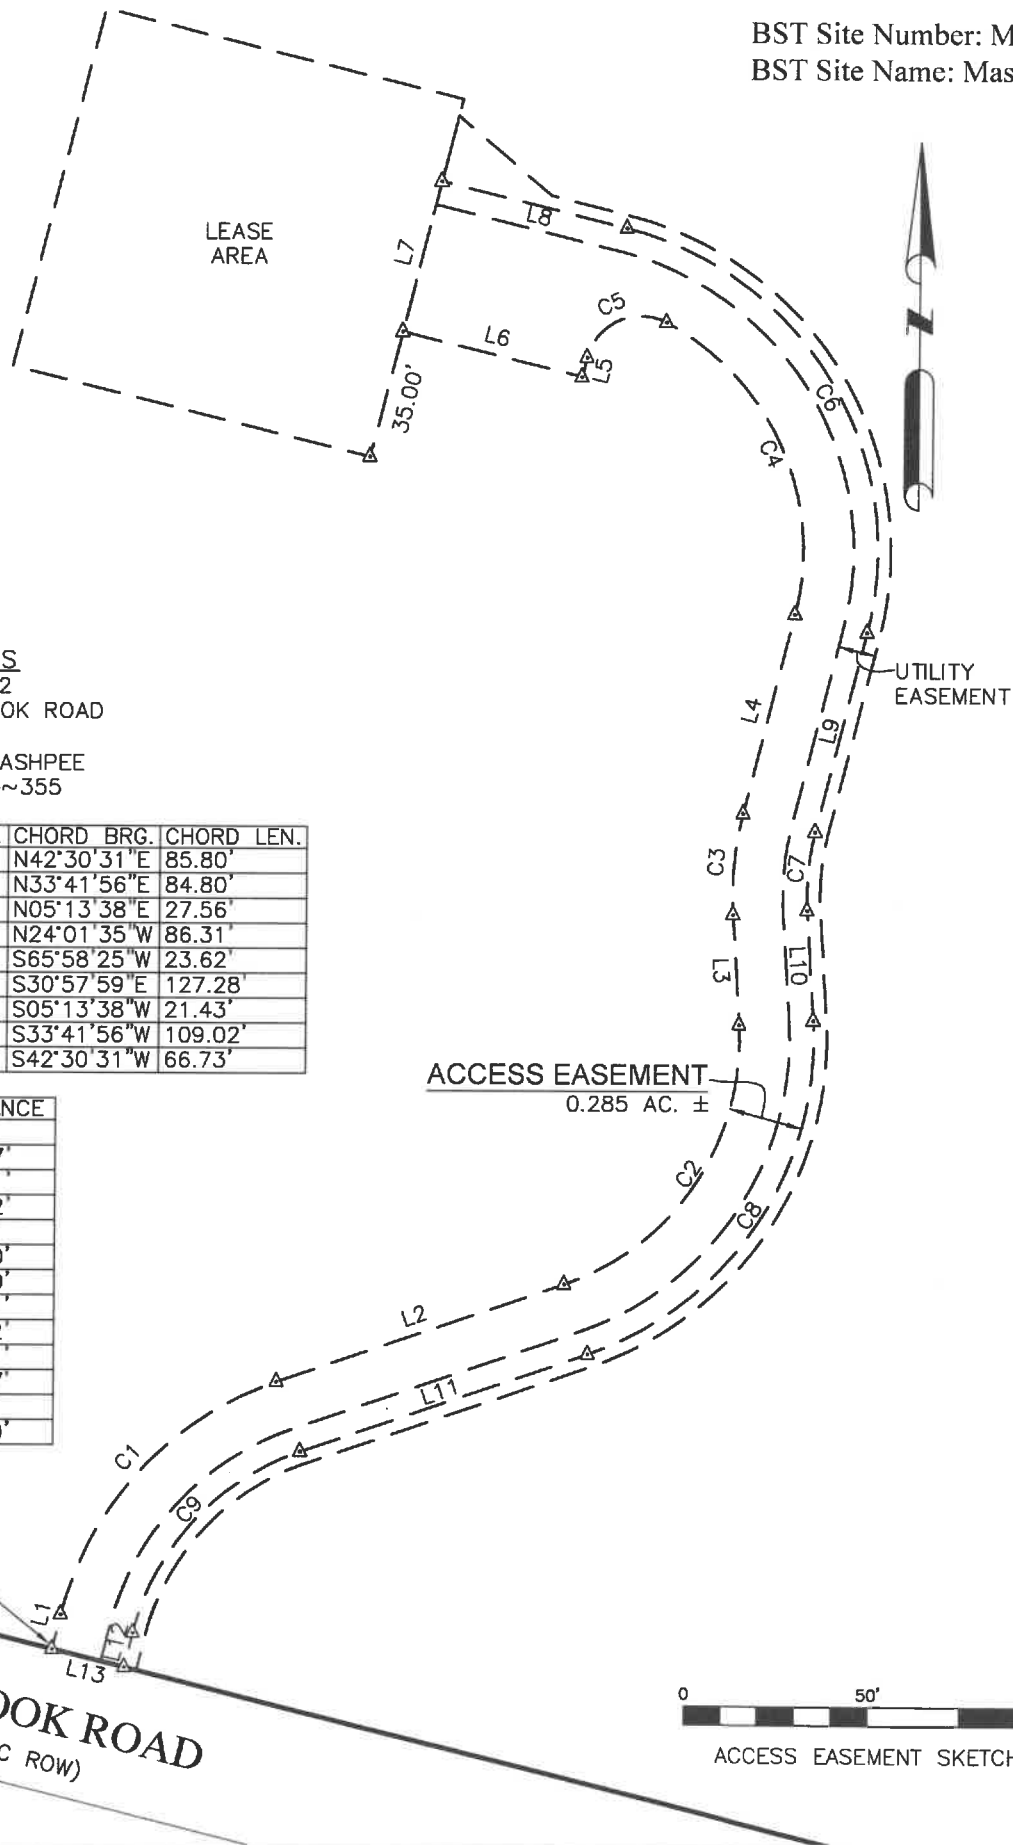 BST Site Number: M
BST Site Name: Mas
LEASE
AREA
L8
L7
C5
L6
L5
35.00'
C6
C4
N
S
2
OK ROAD
ASHPEE
~355
UTILITY
EASEMENT
L4
L9
CHORD BRG. CHORD LEN.
N42°30'31"E 85.80'
N33°41'56"E 84.80'
N05°13'38"E 27.56'
N24°01'35"W 86.31'
S65°58'25"W 23.62'
S30°57'59"E 127.28'
S05°13'38"W 21.43'
S33°41'56"W 109.02'
S42°30'31"W 66.73'
C3
C7
L3
L10
ACCESS EASEMENT
0.285 AC. ±
NCE
C2
C8
L2
L11
C1
C9
L1
L12
L13
OOK ROAD
C ROW)
0 50'
ACCESS EASEMENT SKETCH